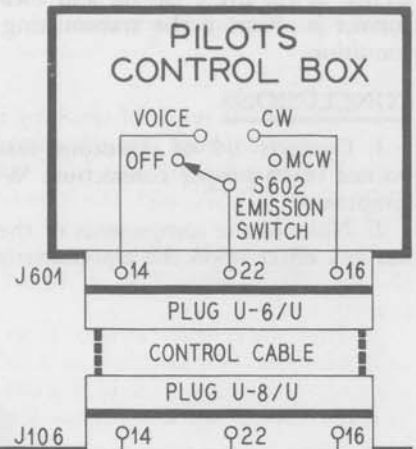 PILOTS
CONTROL BOX
VOICE CW
OFF MCW
S602
EMISSION
SWITCH
J601 14 22 16
PLUG U-6/U
CONTROL CABLE
PLUG U-8/U
J106 14 22 16